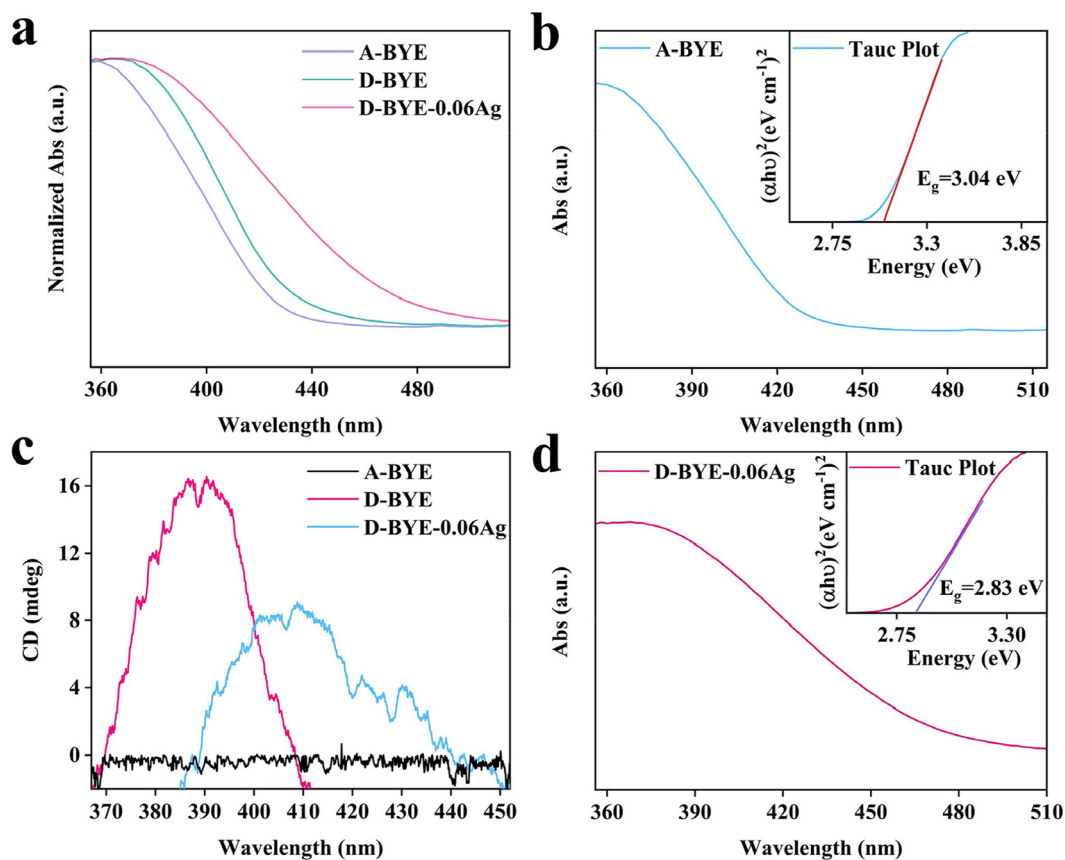 a
A-BYE
D-BYE
D-BYE-0.06Ag
Normalized Abs (a.u.)
360 400 440 480
Wavelength (nm)
b
A-BYE
Tauc Plot
(αhυ)²(eV cm⁻¹)²
E_g=3.04 eV
2.75 3.3 3.85
Energy (eV)
Abs (a.u.)
360 390 420 450 480 510
Wavelength (nm)
c
A-BYE
D-BYE
D-BYE-0.06Ag
CD (mdeg)
16
12
8
4
0
370 380 390 400 410 420 430 440 450
Wavelength (nm)
d
D-BYE-0.06Ag
Tauc Plot
(αhυ)²(eV cm⁻¹)²
E_g=2.83 eV
2.75 3.30
Energy (eV)
Abs (a.u.)
360 390 420 450 480 510
Wavelength (nm)